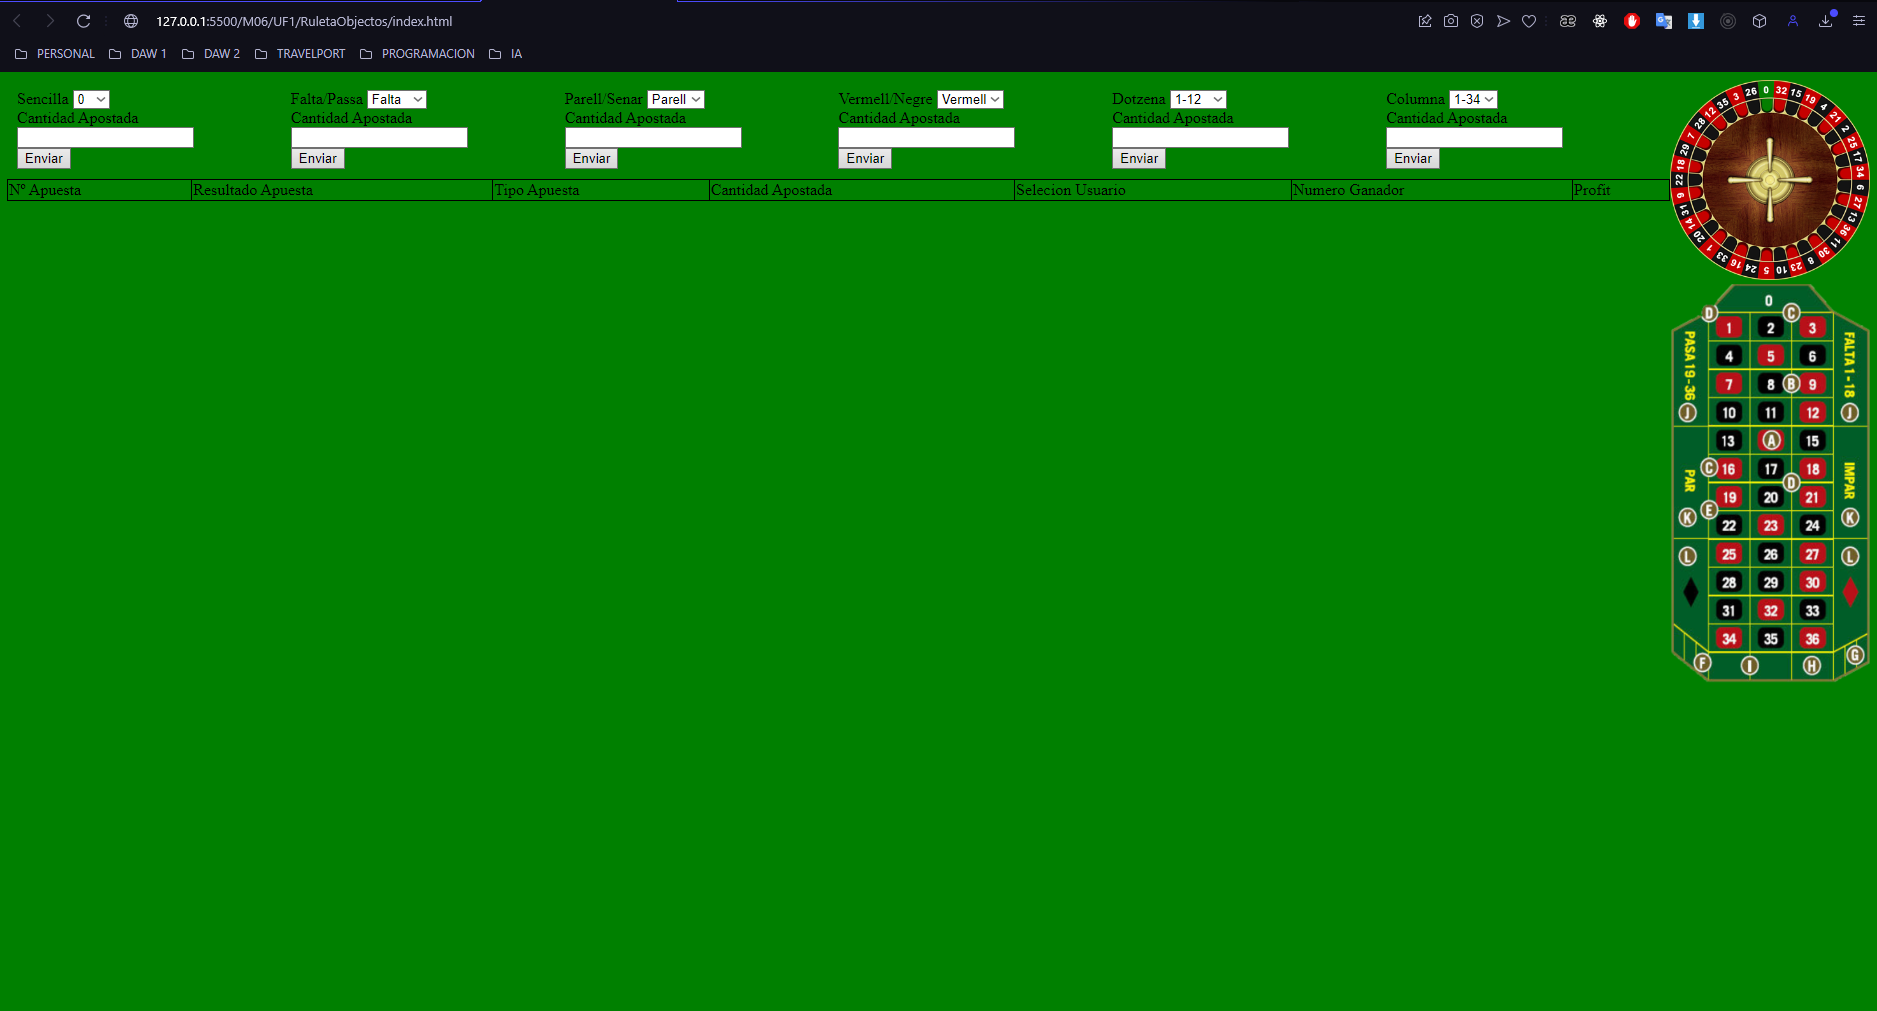 127.0.0.1:5500/M06/UF1/RuletaObjectos/index.html
PERSONAL DAW 1 DAW 2 TRAVELPORT PROGRAMACION IA
Sencilla 0 Falta/Passa Falta Parell/Senar Parell Vermell/Negre Vermell Dotzena 1-12 Columna 1-34
Cantidad Apostada Cantidad Apostada Cantidad Apostada Cantidad Apostada Cantidad Apostada Cantidad Apostada
Enviar Enviar Enviar Enviar Enviar Enviar
Nº Apuesta Resultado Apuesta Tipo Apuesta Cantidad Apostada Selecion Usuario Numero Ganador Profit
0 32 15 19 4 21 2 25 17 34 6 27 13 36 11 30 8 23 10 5 24 16 33 1 20 14 31 9 22 18 29 7 28 12 35 3 26
0
D C
1 2 3
4 5 6
PASA 19-36 FALTA 1-18
7 8 B 9
J 10 11 12 J
13 A 15
C 16 17 18
PAR IMPAR
D
19 20 21
K E K
22 23 24
L 25 26 27 L
28 29 30
31 32 33
34 35 36
F I H G